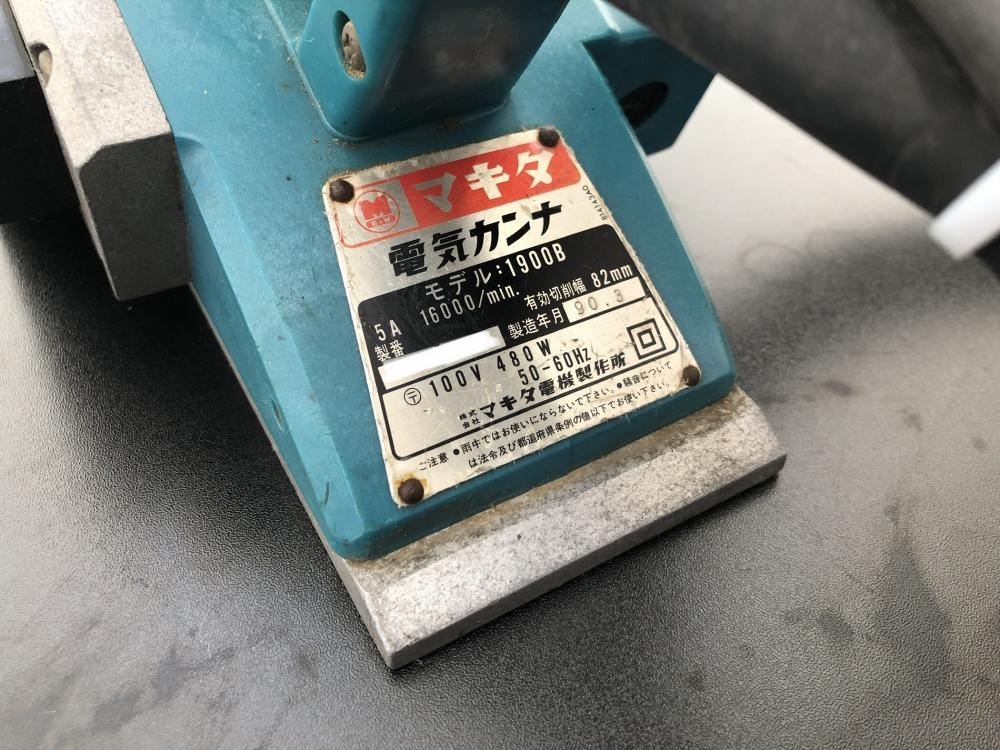 M
マキタ
814143A0
電気カンナ
モデル:1900B
5A 16000/min. 有効切削幅 82mm
製番 製造年月 90.3
〒 100V 480W
50-60Hz
株式会社 マキタ電機製作所
ご注意 ●雨中ではお使いにならないで下さい。●騒音について
は法令及び都道府県条例の値以下でお使い下さい。